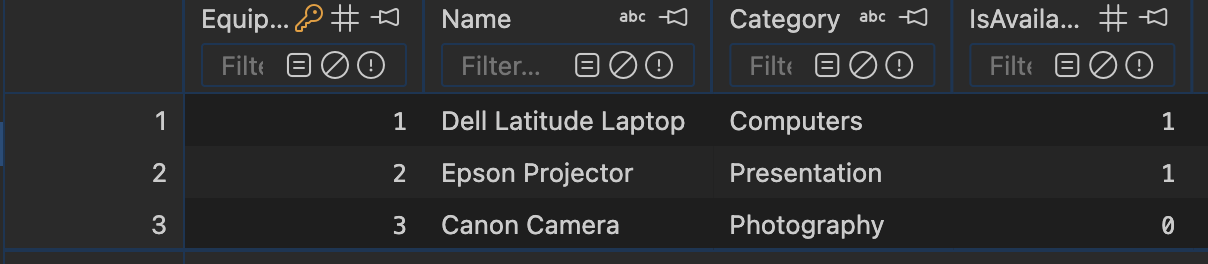 Equip... Name abc Category abc IsAvaila...
Filte Filter... Filte Filte
1 1 Dell Latitude Laptop Computers 1
2 2 Epson Projector Presentation 1
3 3 Canon Camera Photography 0